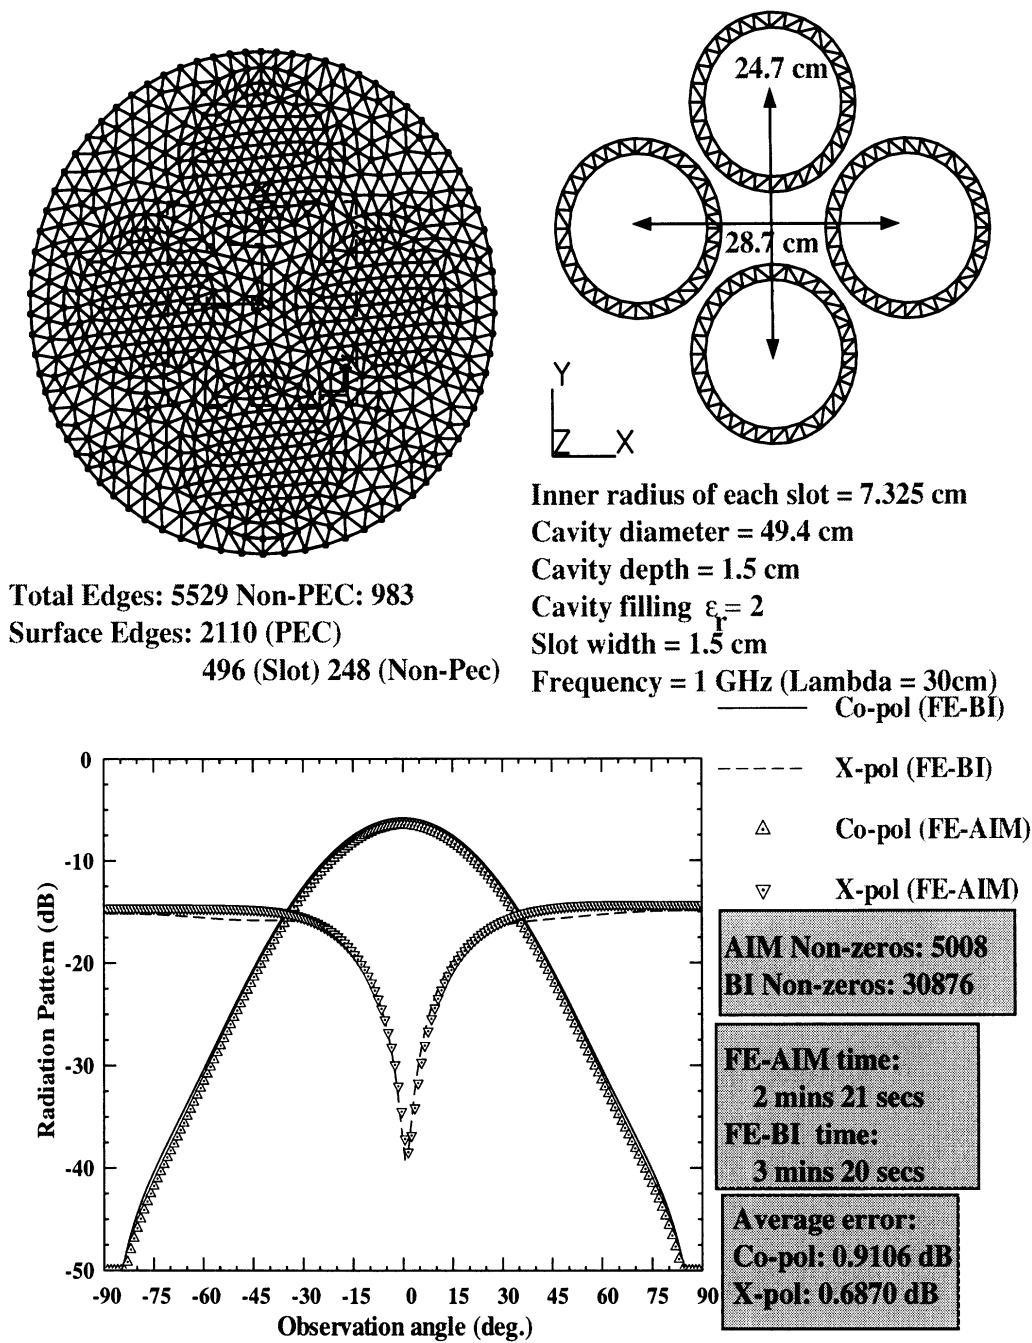 24.7 cm
28.7 cm
Y
Z X
Inner radius of each slot = 7.325 cm
Cavity diameter = 49.4 cm
Cavity depth = 1.5 cm
Cavity filling εr = 2
Slot width = 1.5 cm
Frequency = 1 GHz (Lambda = 30cm)
Total Edges: 5529 Non-PEC: 983
Surface Edges: 2110 (PEC)
496 (Slot) 248 (Non-Pec)
Co-pol (FE-BI)
X-pol (FE-BI)
Co-pol (FE-AIM)
X-pol (FE-AIM)
AIM Non-zeros: 5008
BI Non-zeros: 30876
FE-AIM time:
2 mins 21 secs
FE-BI time:
3 mins 20 secs
Average error:
Co-pol: 0.9106 dB
X-pol: 0.6870 dB
Radiation Pattern (dB)
0
-10
-20
-30
-40
-50
-90 -75 -60 -45 -30 -15 0 15 30 45 60 75 90
Observation angle (deg.)